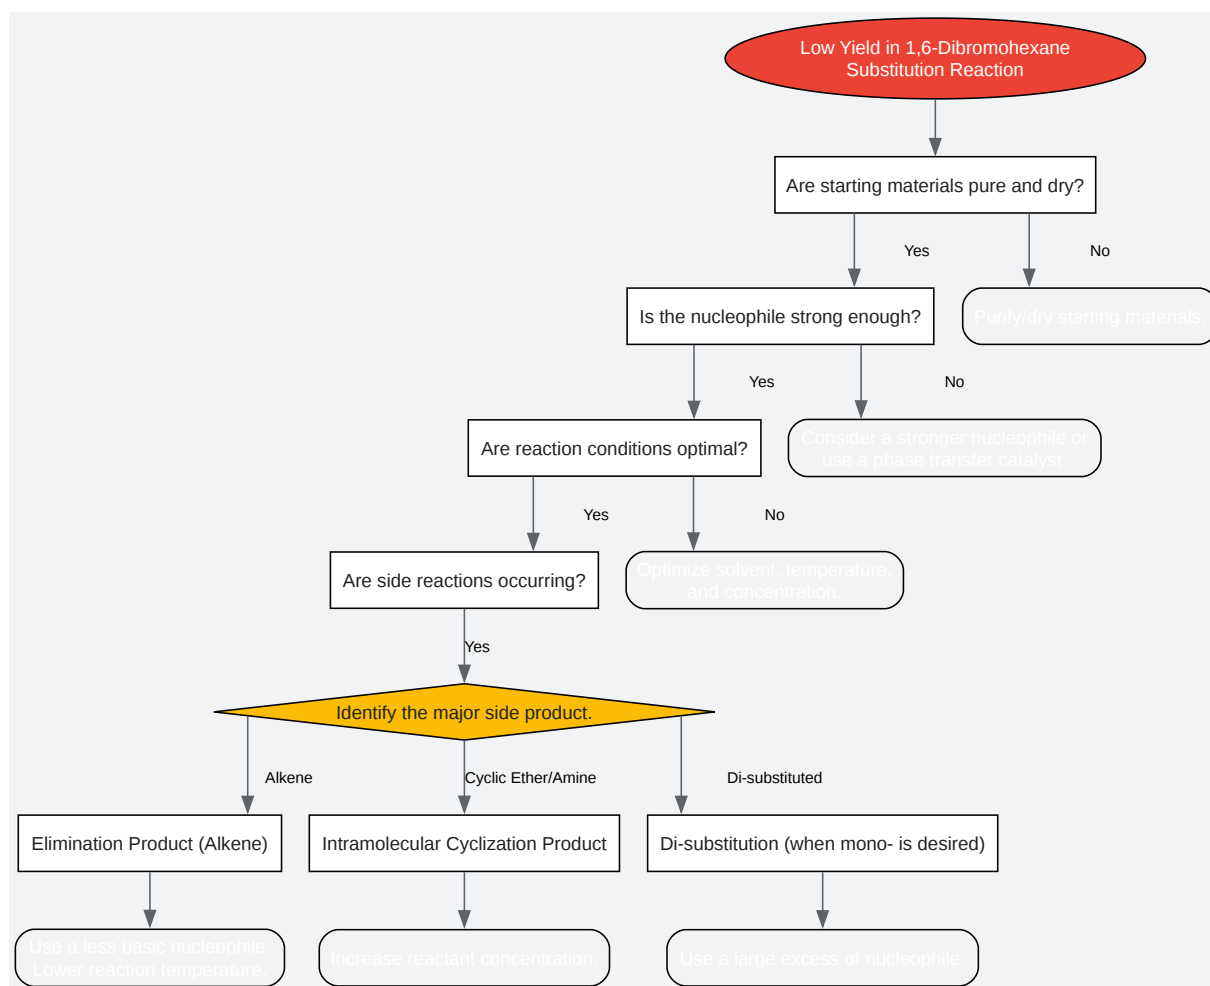 Low Yield in 1,6-Dibromohexane
Substitution Reaction
Are starting materials pure and dry?
Yes
No
Is the nucleophile strong enough?
Purify/dry starting materials.
Yes
No
Are reaction conditions optimal?
Consider a stronger nucleophile or
use a phase transfer catalyst.
Yes
No
Are side reactions occurring?
Optimize solvent, temperature,
and concentration.
Yes
Identify the major side product.
Alkene
Cyclic Ether/Amine
Di-substituted
Elimination Product (Alkene)
Intramolecular Cyclization Product
Di-substitution (when mono- is desired)
Use a less basic nucleophile.
Lower reaction temperature.
Increase reactant concentration.
Use a large excess of nucleophile.